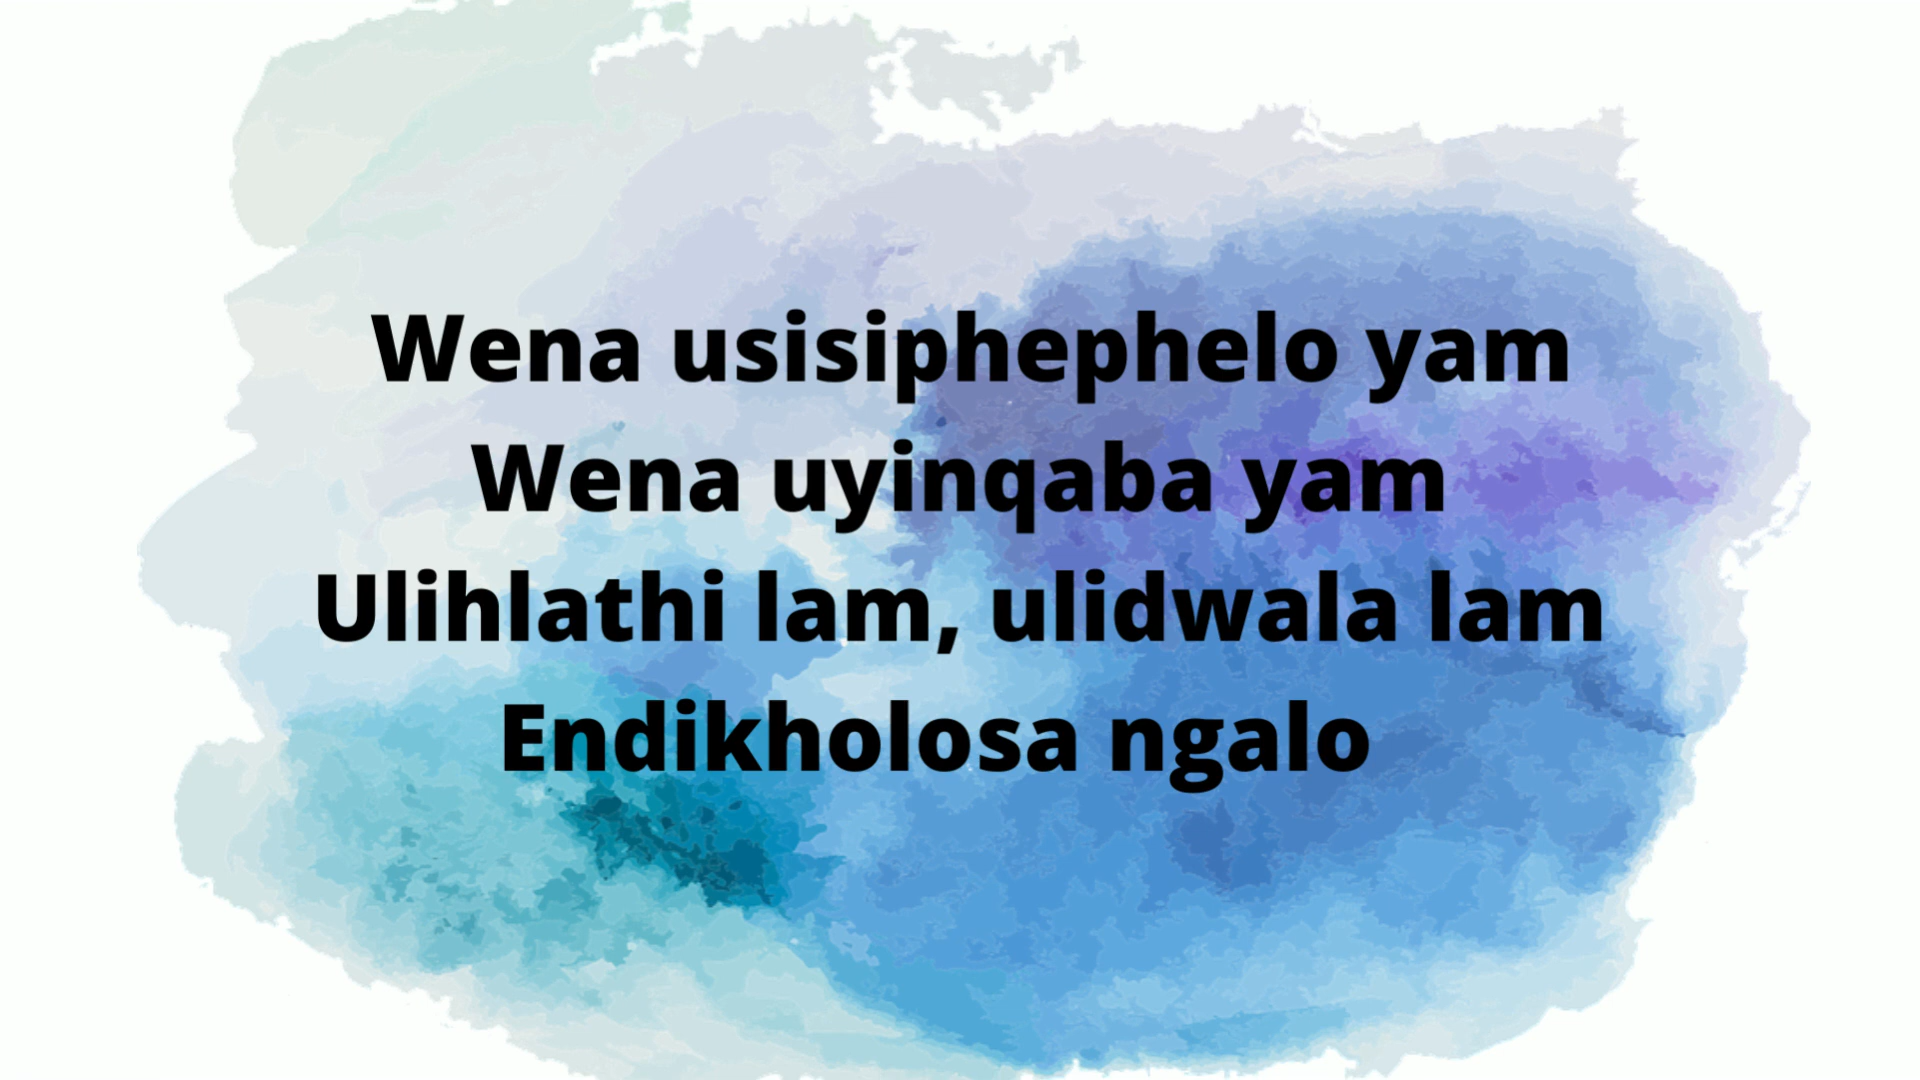 Wena usisiphephelo yam
Wena uyinqaba yam
Ulihlathi lam, ulidwala lam
Endikholosa ngalo